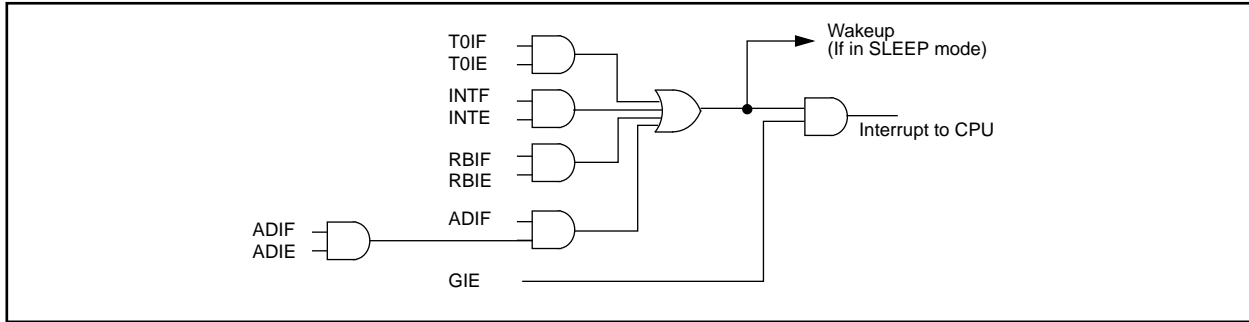 T0IF
T0IE
INTF
INTE
RBIF
RBIE
ADIF
ADIF
ADIE
GIE
Wakeup
(If in SLEEP mode)
Interrupt to CPU